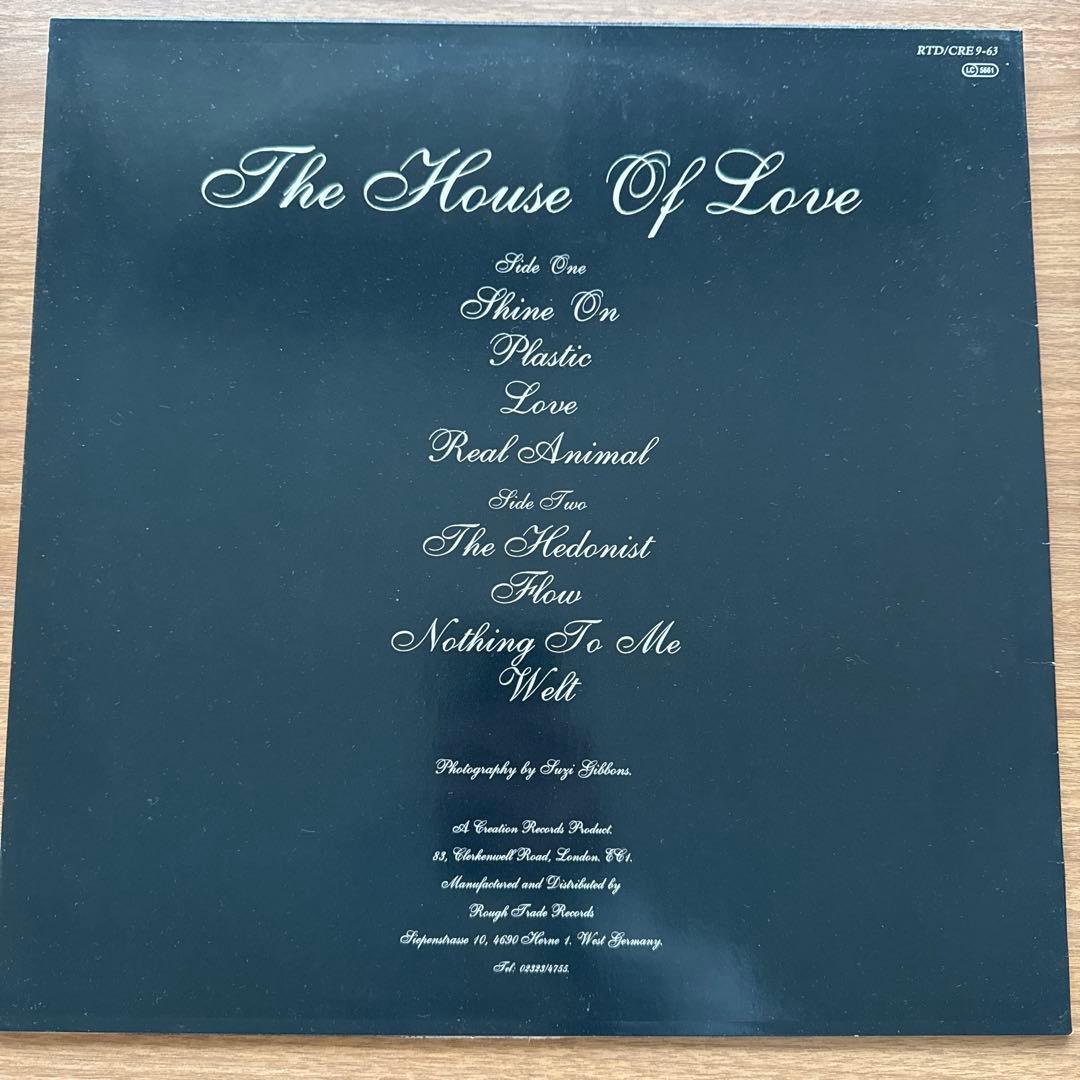 RTD/CRE 9-63
LC 5661
The House Of Love
Side One
Shine On
Plastic
Love
Real Animal
Side Two
The Hedonist
Flow
Nothing To Me
Welt
Photography by Suzi Gibbons.
A Creation Records Product.
83, Clerkenwell Road, London. EC1.
Manufactured and Distributed by
Rough Trade Records
Siepenstrasse 10, 4690 Herne 1. West Germany.
Tel: 02323/4755.